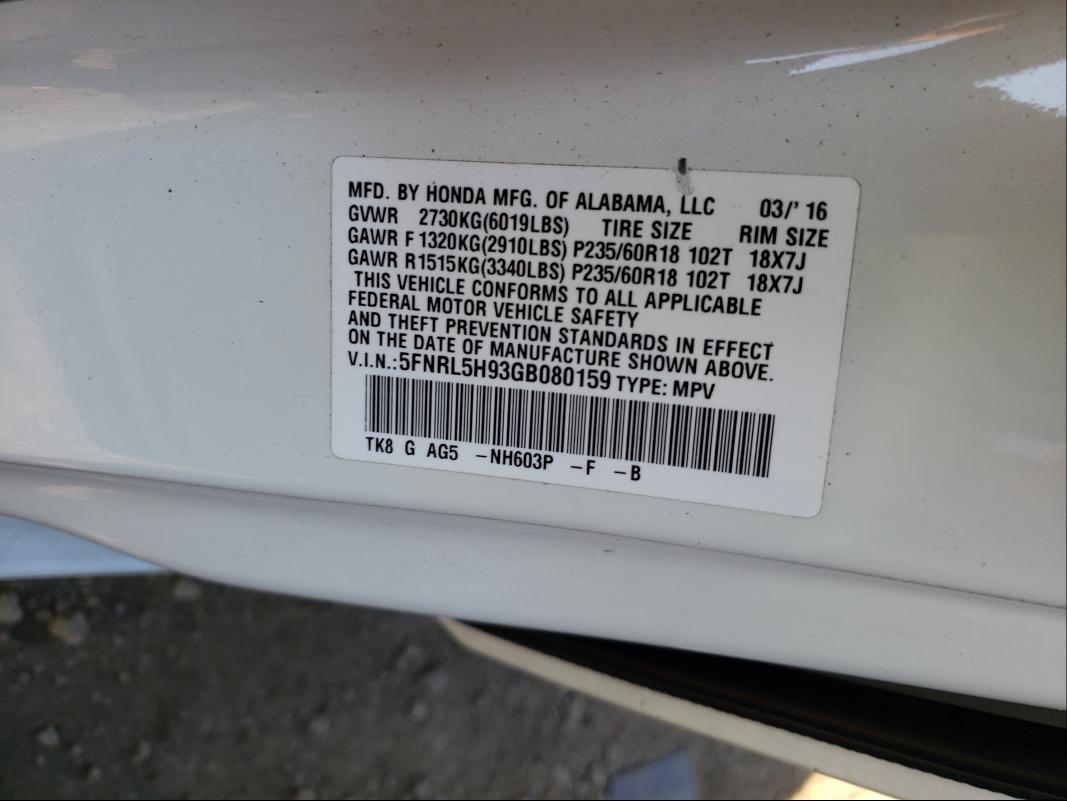 MFD. BY HONDA MFG. OF ALABAMA, LLC 03/' 16
GVWR 2730KG(6019LBS) TIRE SIZE RIM SIZE
GAWR F 1320KG(2910LBS) P235/60R18 102T 18X7J
GAWR R1515KG(3340LBS) P235/60R18 102T 18X7J
THIS VEHICLE CONFORMS TO ALL APPLICABLE
FEDERAL MOTOR VEHICLE SAFETY
AND THEFT PREVENTION STANDARDS IN EFFECT
ON THE DATE OF MANUFACTURE SHOWN ABOVE.
V.I.N.:5FNRL5H93GB080159 TYPE: MPV
TK8 G AG5 -NH603P -F -B